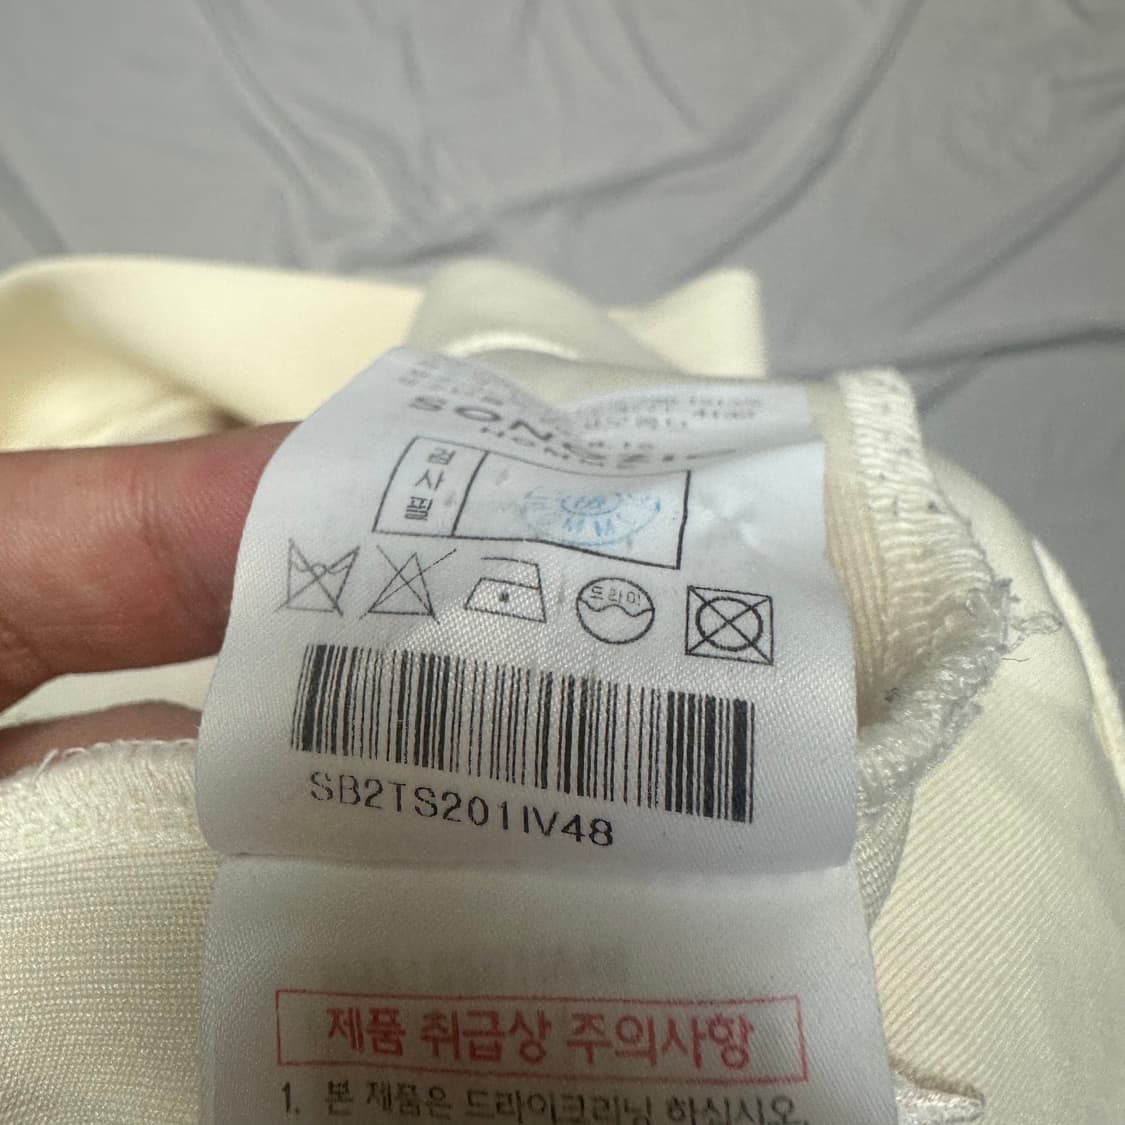 SONGZIO
HOMME
검사필
드라이
SB2TS201IV48
제품 취급상 주의사항
1. 본 제품은 드라이크리닝 하십시오.